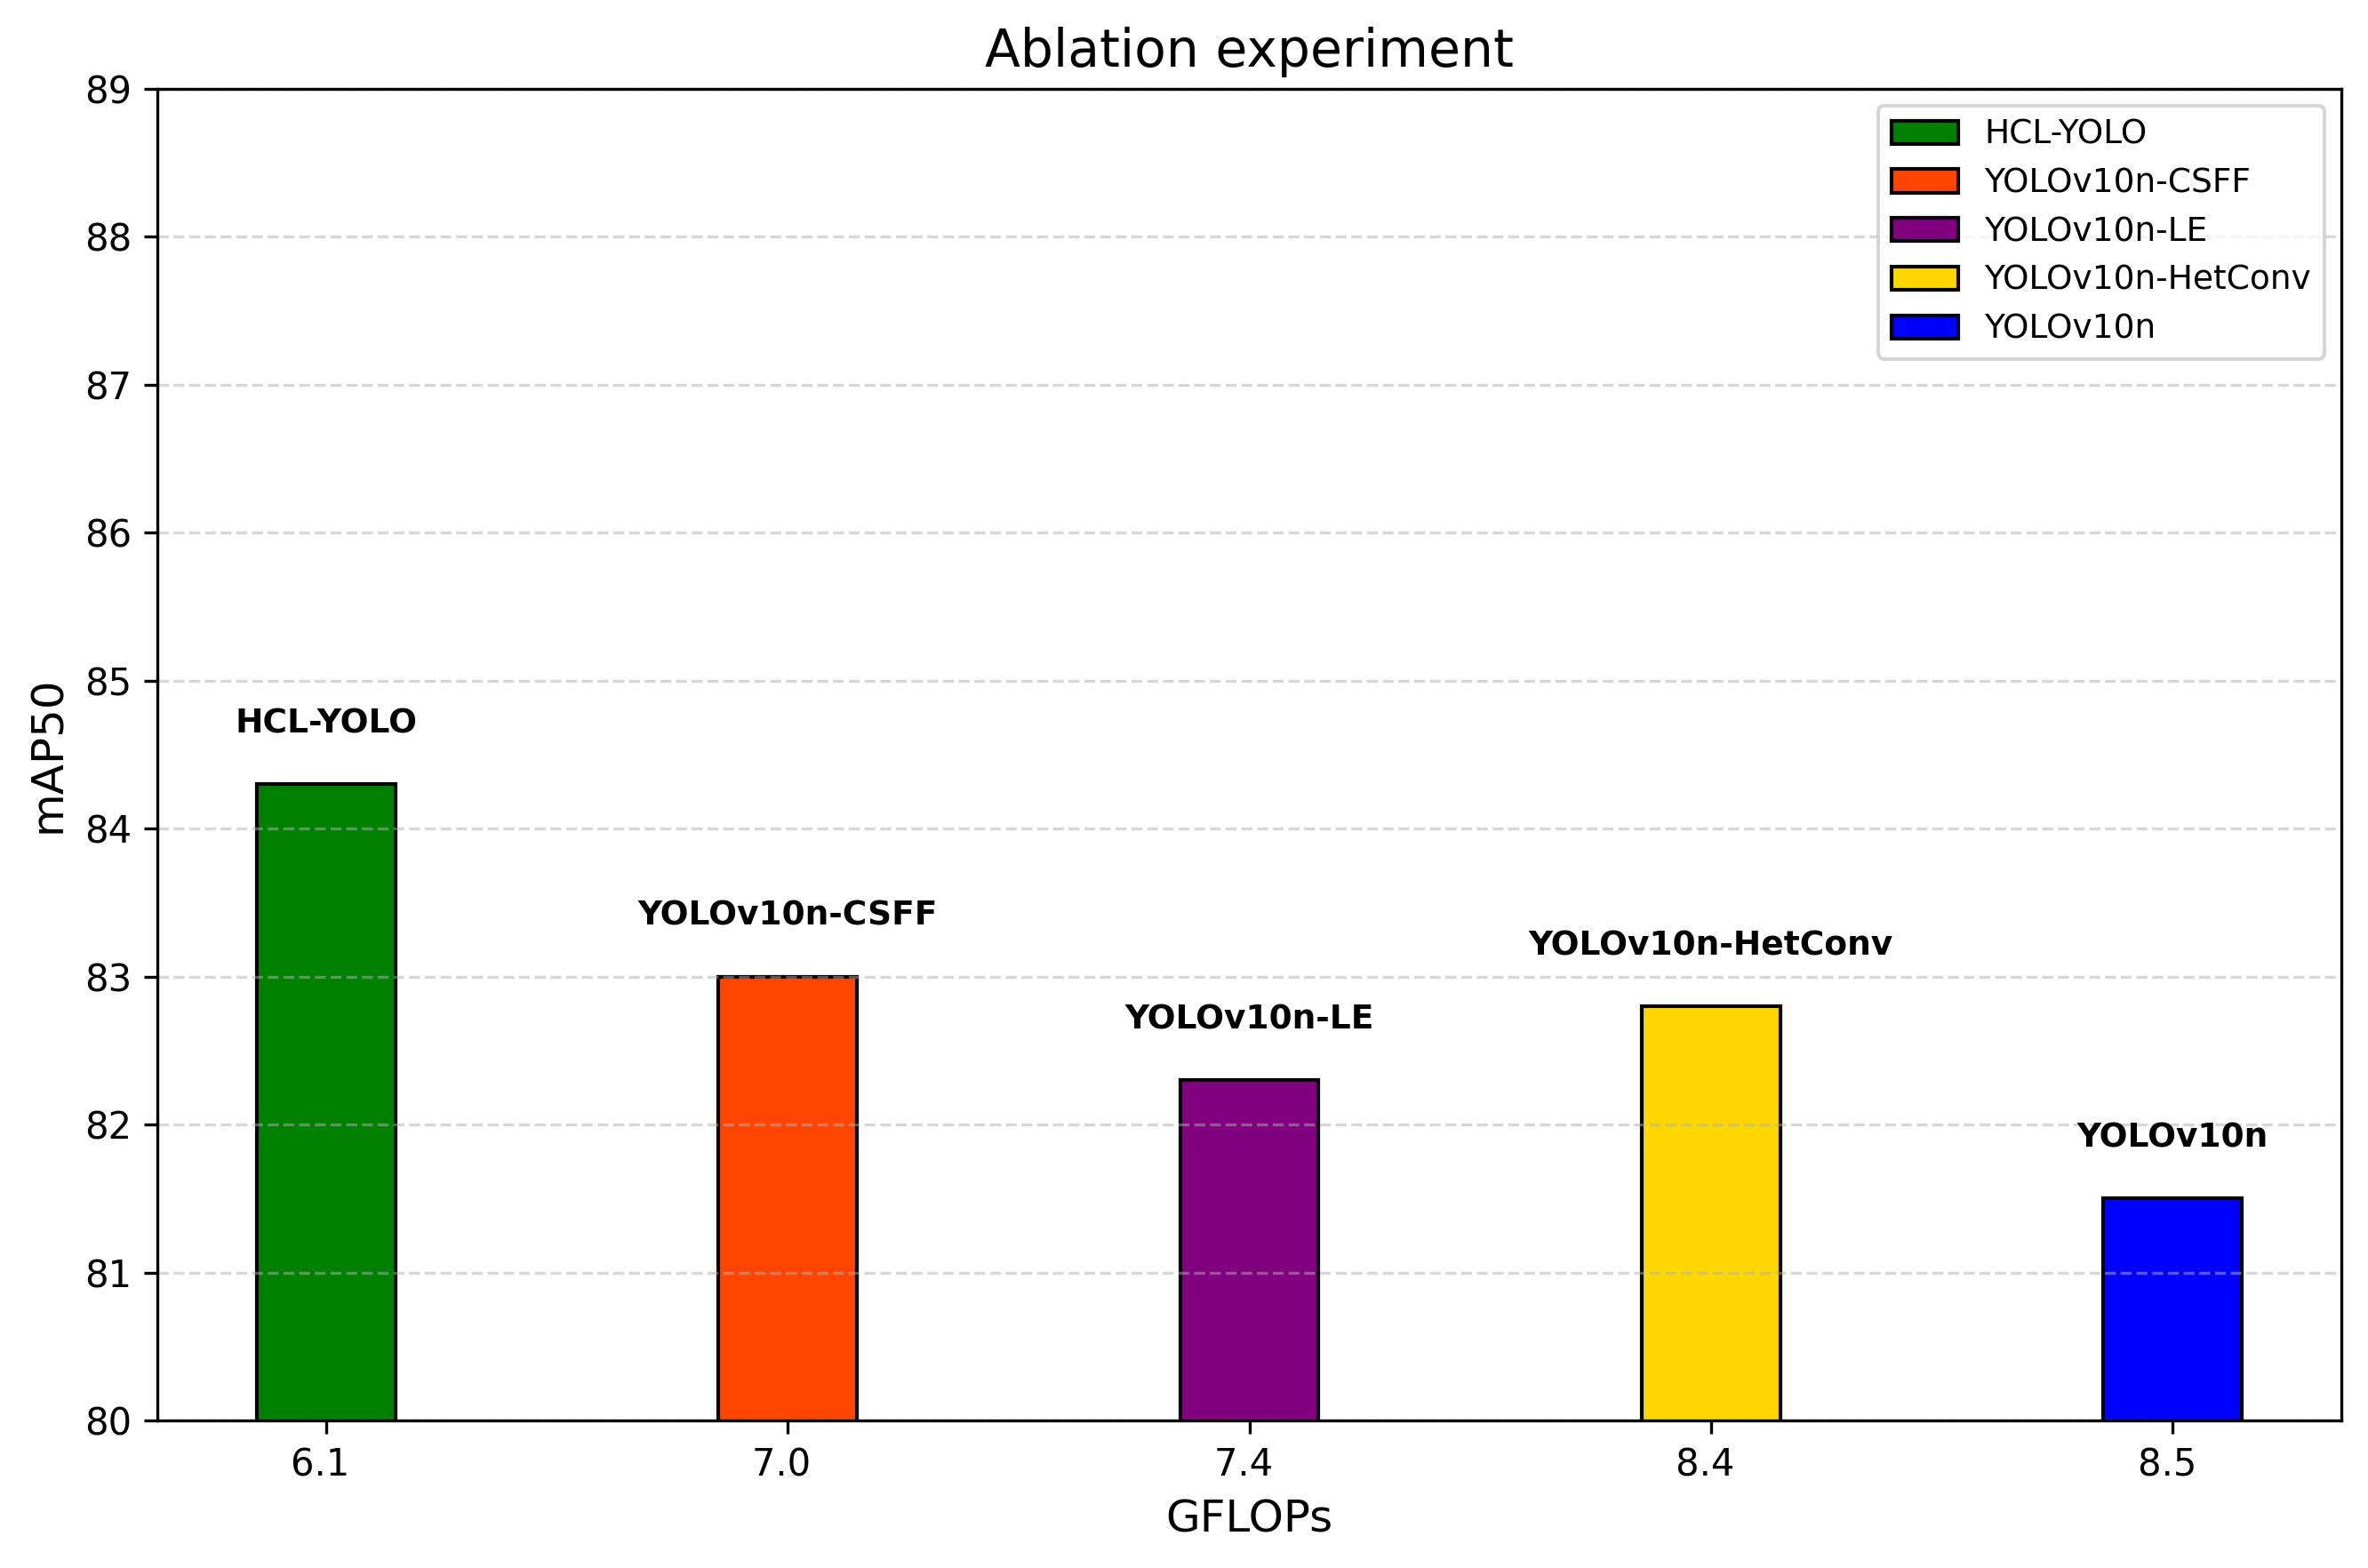 Ablation experiment
89
88
87
86
85
84
83
82
81
80
mAP50
HCL-YOLO
YOLOv10n-CSFF
YOLOv10n-LE
YOLOv10n-HetConv
YOLOv10n
HCL-YOLO
YOLOv10n-CSFF
YOLOv10n-LE
YOLOv10n-HetConv
YOLOv10n
6.1 7.0 7.4 8.4 8.5
GFLOPs